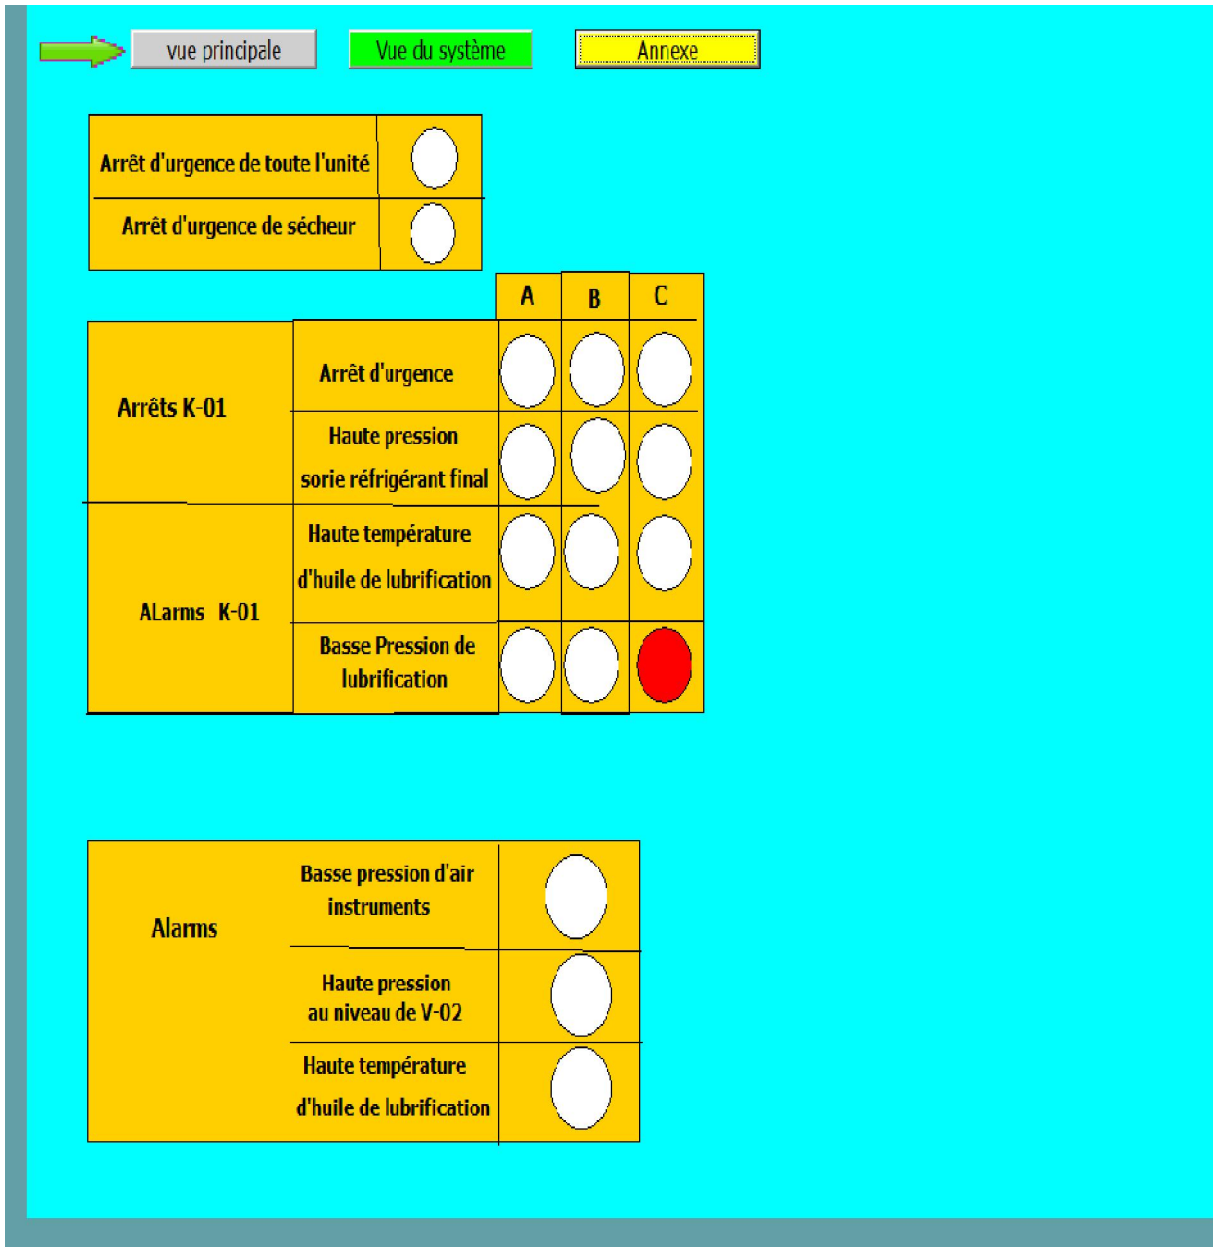 vue principale
Vue du système
Annexe
Arrêt d'urgence de toute l'unité
Arrêt d'urgence de sécheur
A B C
Arrêts K-01
Arrêt d'urgence
Haute pression
sorie réfrigérant final
ALarms K-01
Haute température
d'huile de lubrification
Basse Pression de
lubrification
Alarms
Basse pression d'air
instruments
Haute pression
au niveau de V-02
Haute température
d'huile de lubrification